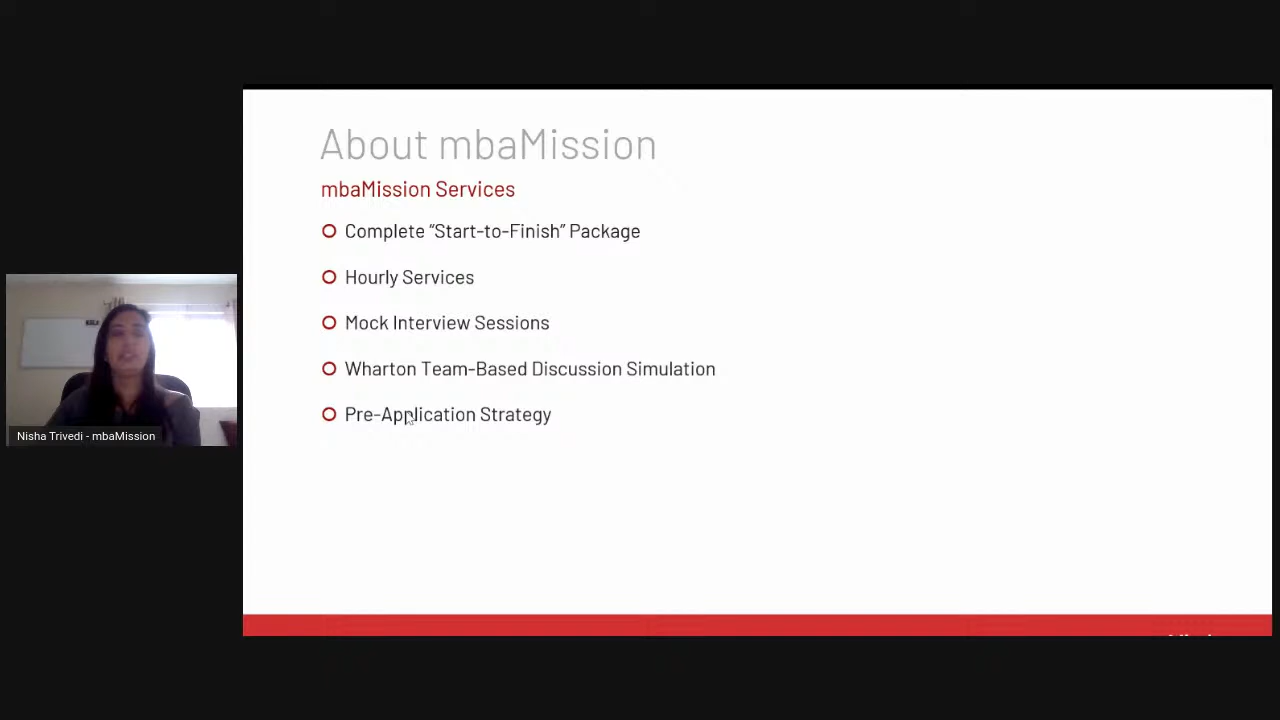 About mbaMission
mbaMission Services
Complete “Start-to-Finish” Package
Hourly Services
Mock Interview Sessions
Wharton Team-Based Discussion Simulation
Pre-Application Strategy
Nisha Trivedi - mbaMission